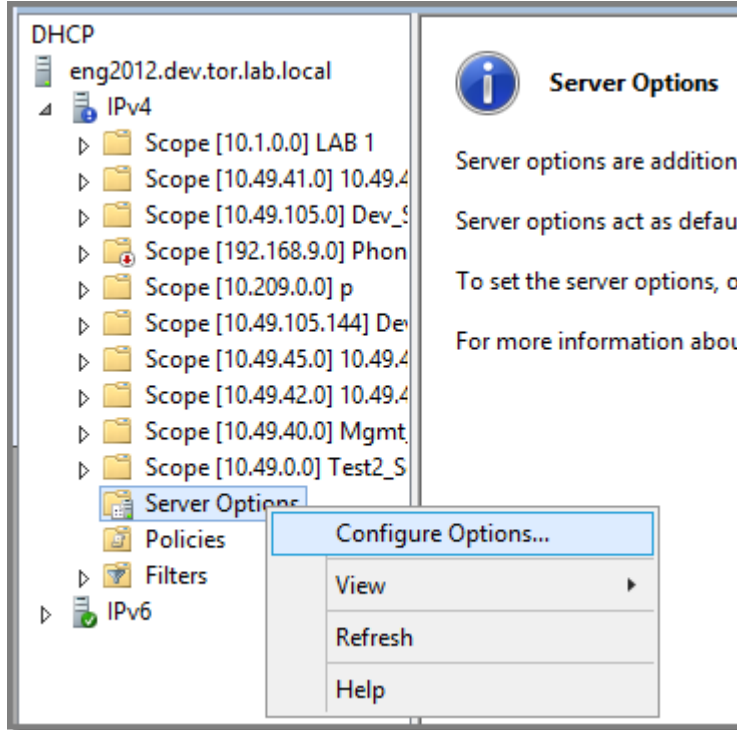 DHCP
eng2012.dev.tor.lab.local
IPv4
Scope [10.1.0.0] LAB 1
Scope [10.49.41.0] 10.49.4
Scope [10.49.105.0] Dev_S
Scope [192.168.9.0] Phon
Scope [10.209.0.0] p
Scope [10.49.105.144] Dev
Scope [10.49.45.0] 10.49.4
Scope [10.49.42.0] 10.49.4
Scope [10.49.40.0] Mgmt_
Scope [10.49.0.0] Test2_S
Server Options
Policies
Filters
IPv6
Configure Options...
View
Refresh
Help
Server Options
Server options are addition
Server options act as defau
To set the server options, o
For more information abou